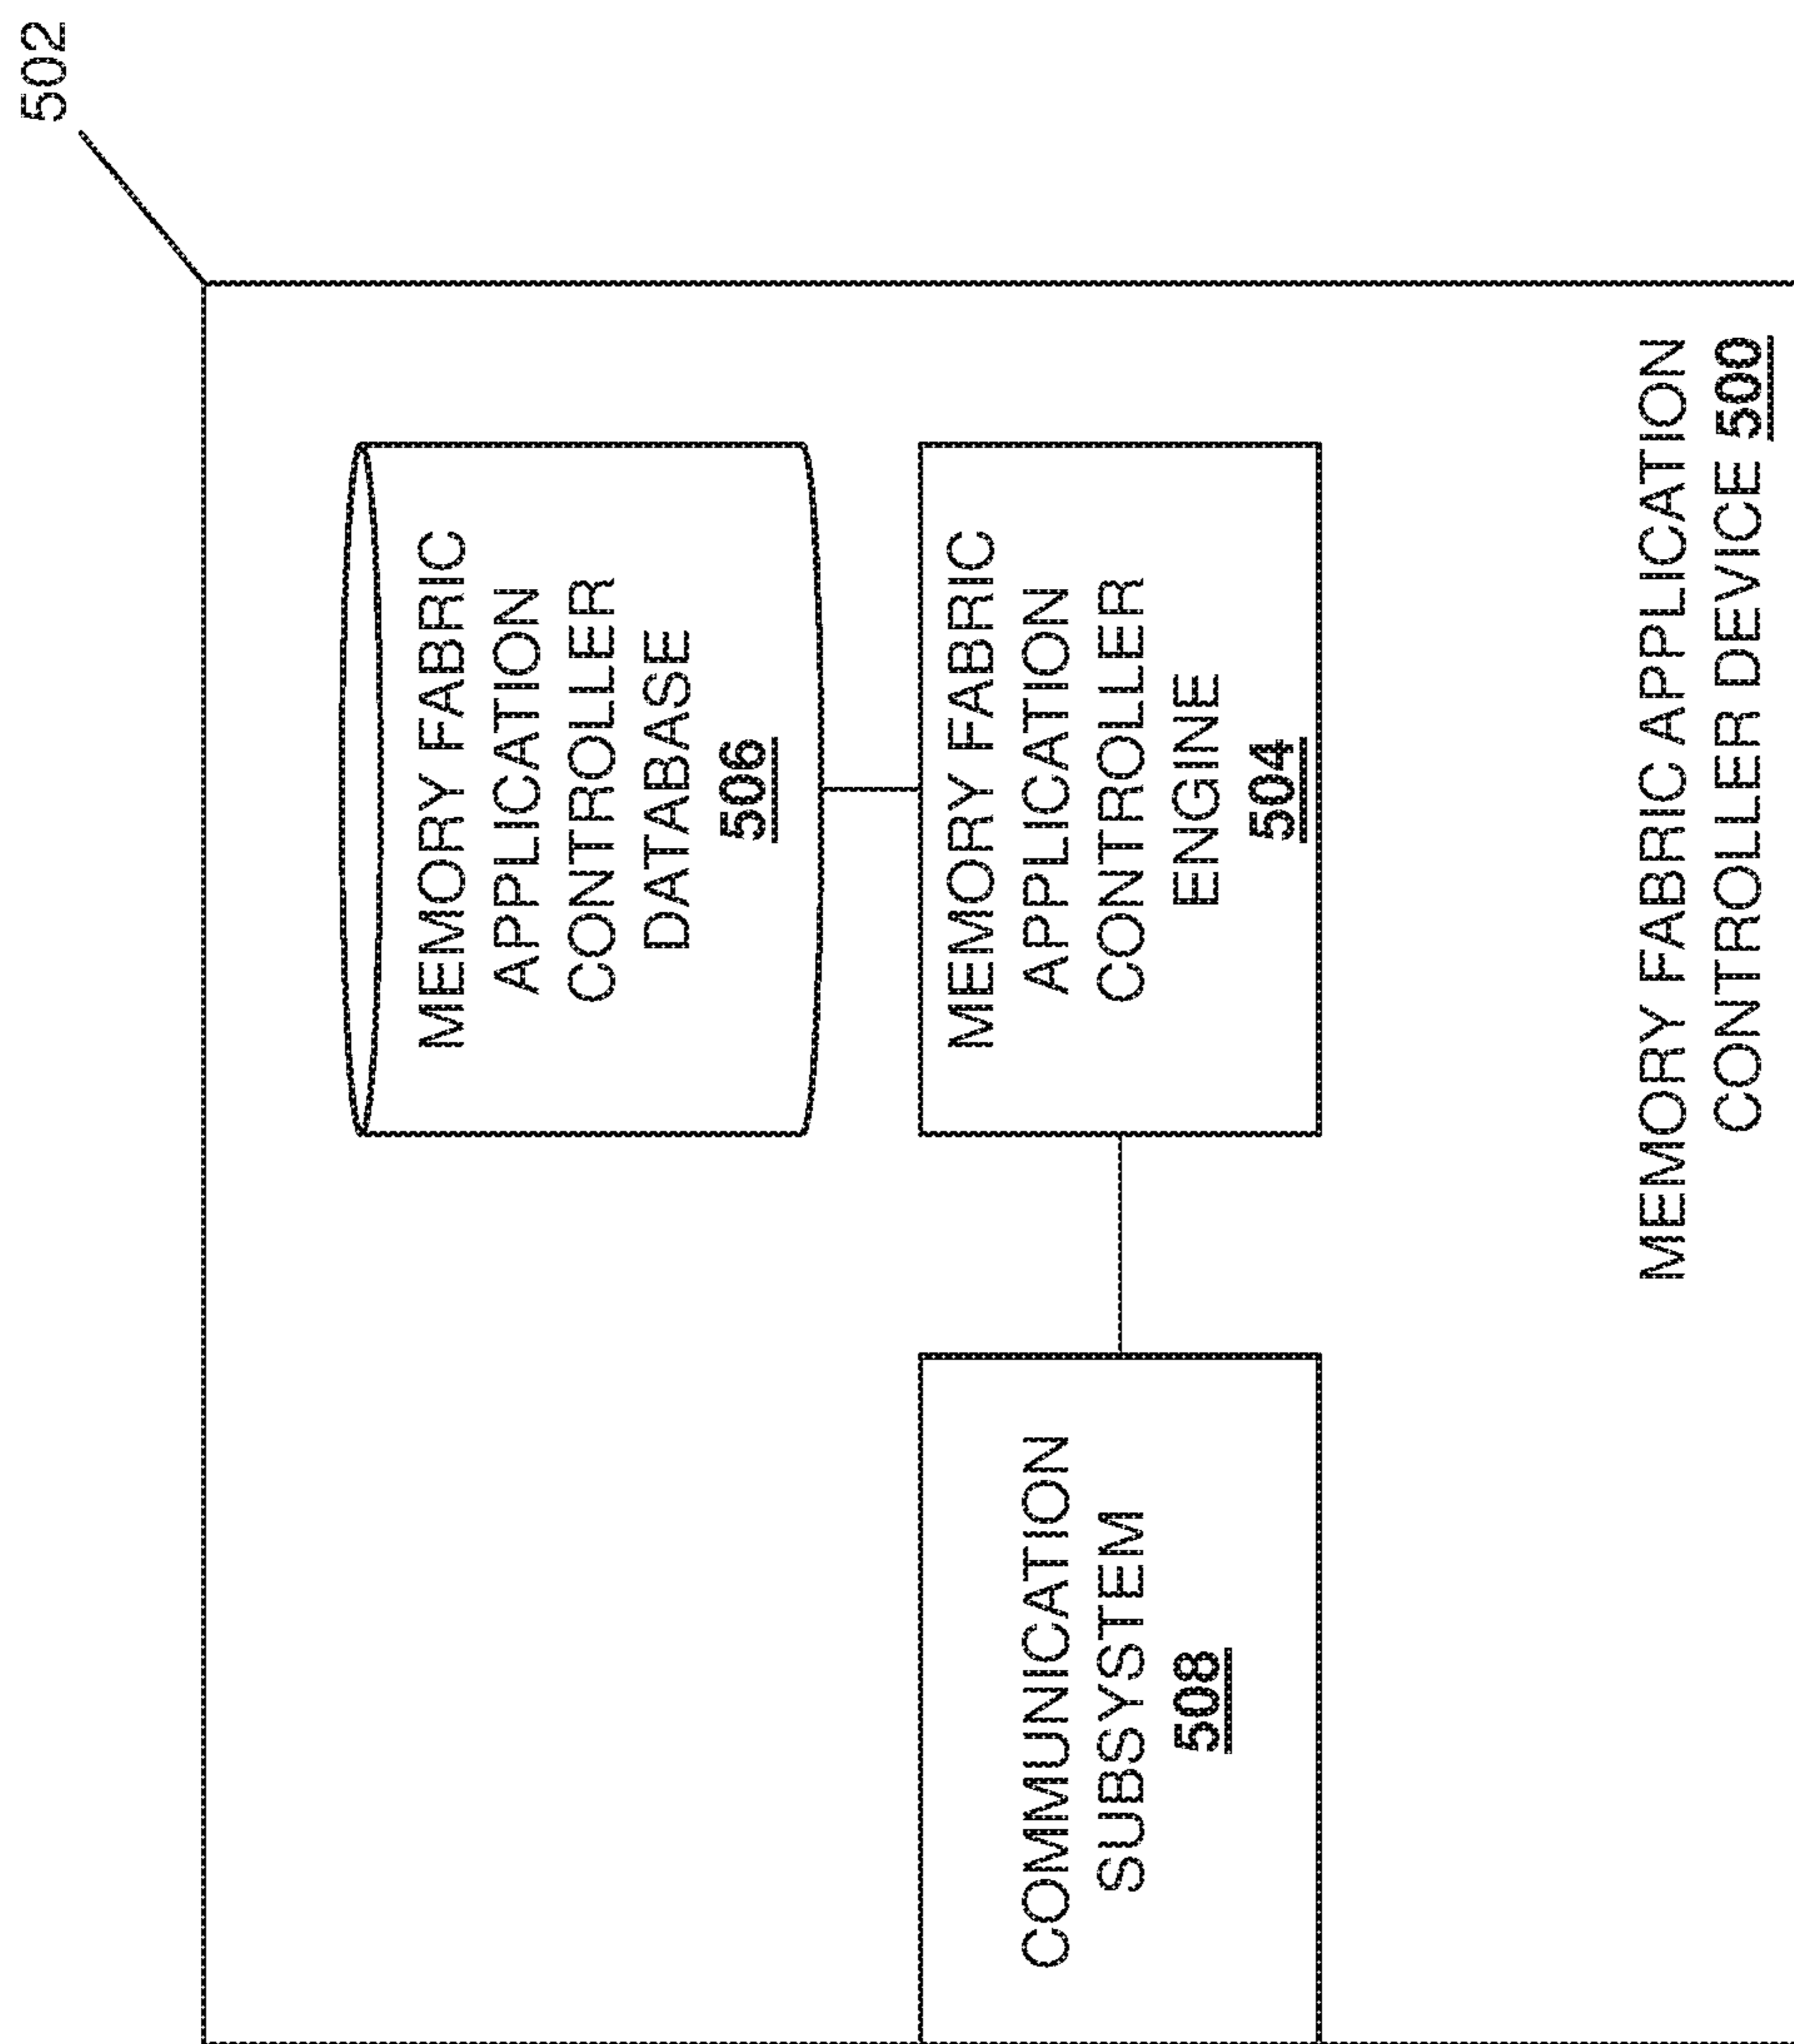 502
MEMORY FABRIC
APPLICATION
CONTROLLER
DATABASE
506
COMMUNICATION
SUBSYSTEM
508
MEMORY FABRIC
APPLICATION
CONTROLLER
ENGINE
504
MEMORY FABRIC APPLICATION
CONTROLLER DEVICE 500